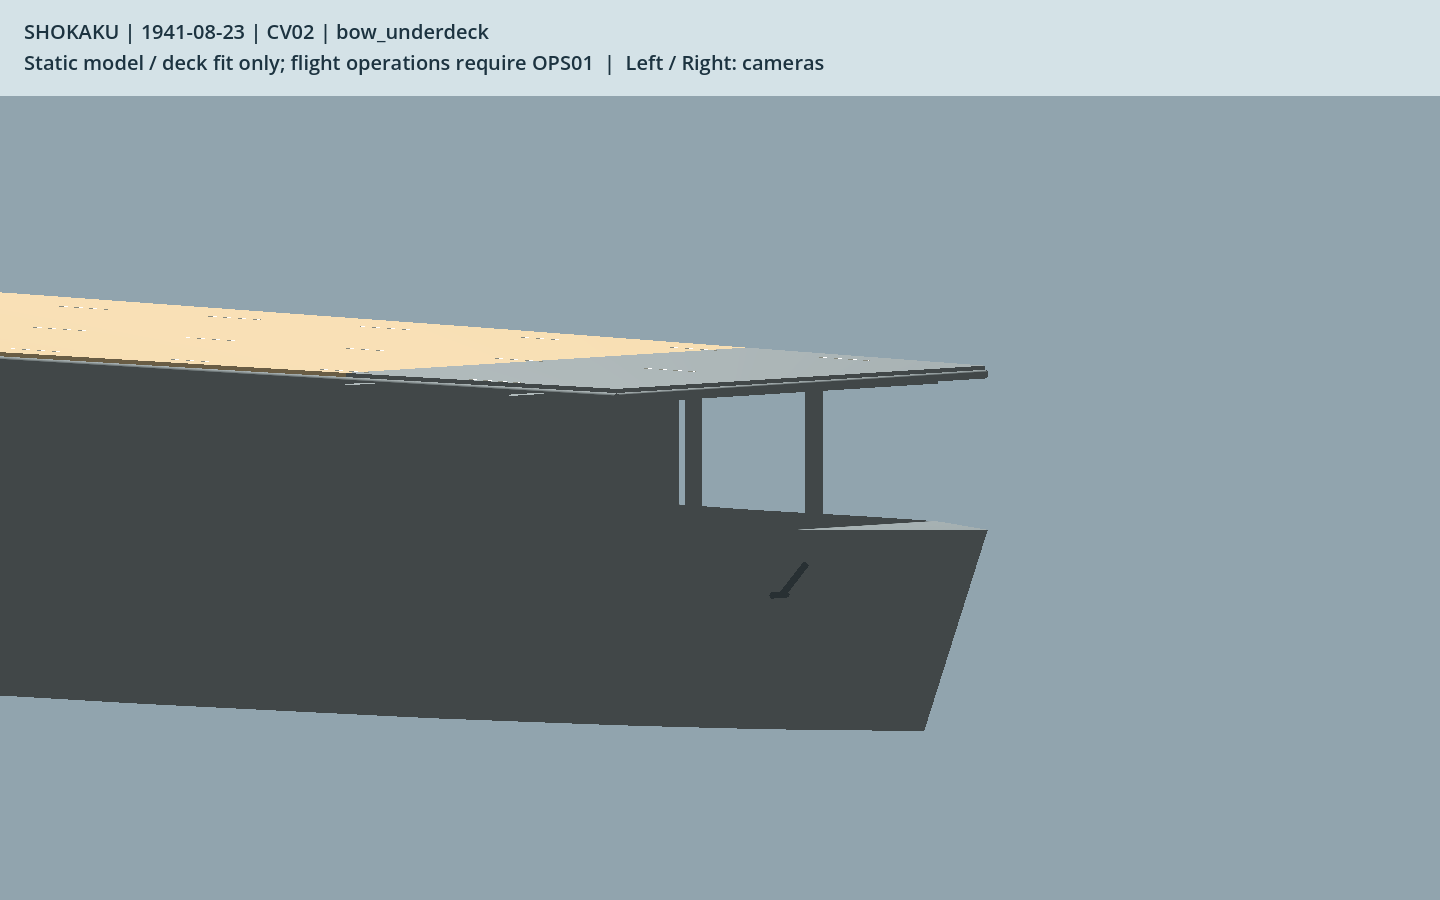 SHOKAKU | 1941-08-23 | CV02 | bow_underdeck
Static model / deck fit only; flight operations require OPS01 | Left / Right: cameras